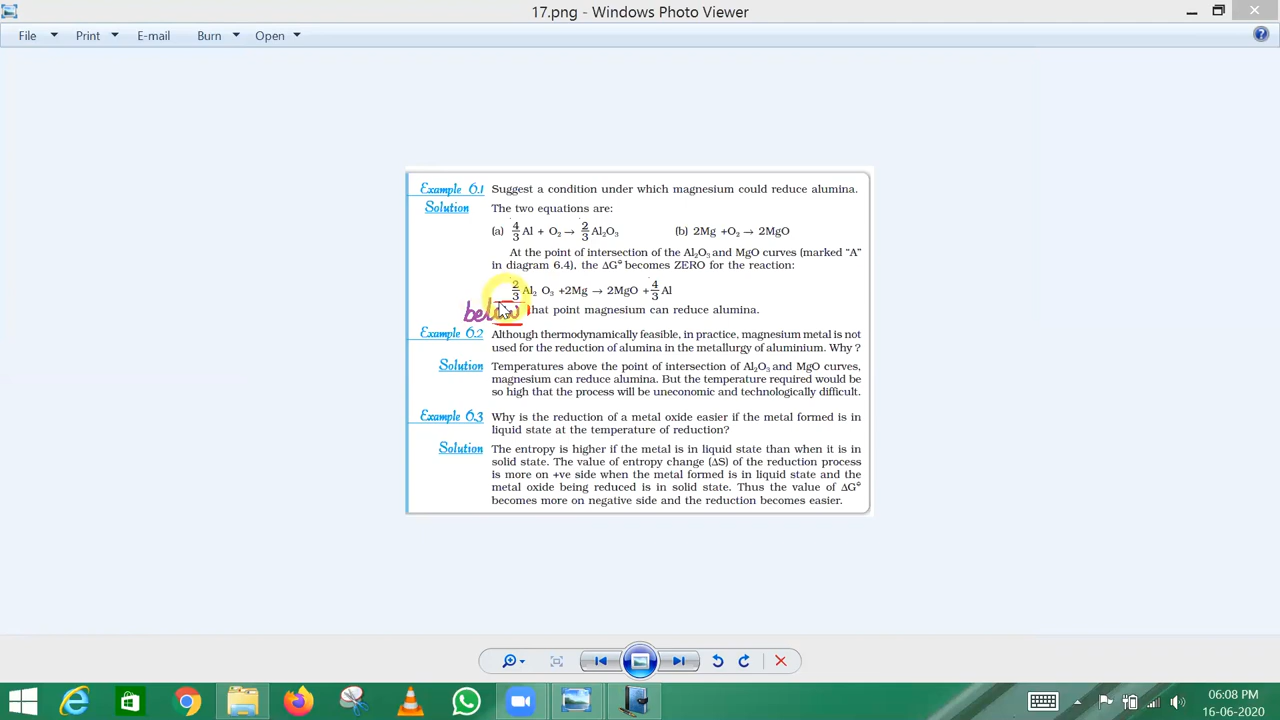 17.png - Windows Photo Viewer
File Print E-mail Burn Open
Example 6.1 Suggest a condition under which magnesium could reduce alumina.
Solution The two equations are:
(a) 4/3 Al + O₂ → 2/3 Al₂O₃ (b) 2Mg +O₂ → 2MgO
At the point of intersection of the Al₂O₃ and MgO curves (marked “A”
in diagram 6.4), the ΔG⊖ becomes ZERO for the reaction:
2/3 Al₂ O₃ +2Mg → 2MgO + 4/3 Al
below that point magnesium can reduce alumina.
Example 6.2 Although thermodynamically feasible, in practice, magnesium metal is not
used for the reduction of alumina in the metallurgy of aluminium. Why ?
Solution Temperatures above the point of intersection of Al₂O₃ and MgO curves,
magnesium can reduce alumina. But the temperature required would be
so high that the process will be uneconomic and technologically difficult.
Example 6.3 Why is the reduction of a metal oxide easier if the metal formed is in
liquid state at the temperature of reduction?
Solution The entropy is higher if the metal is in liquid state than when it is in
solid state. The value of entropy change (ΔS) of the reduction process
is more on +ve side when the metal formed is in liquid state and the
metal oxide being reduced is in solid state. Thus the value of ΔG⊖
becomes more on negative side and the reduction becomes easier.
06:08 PM
16-06-2020